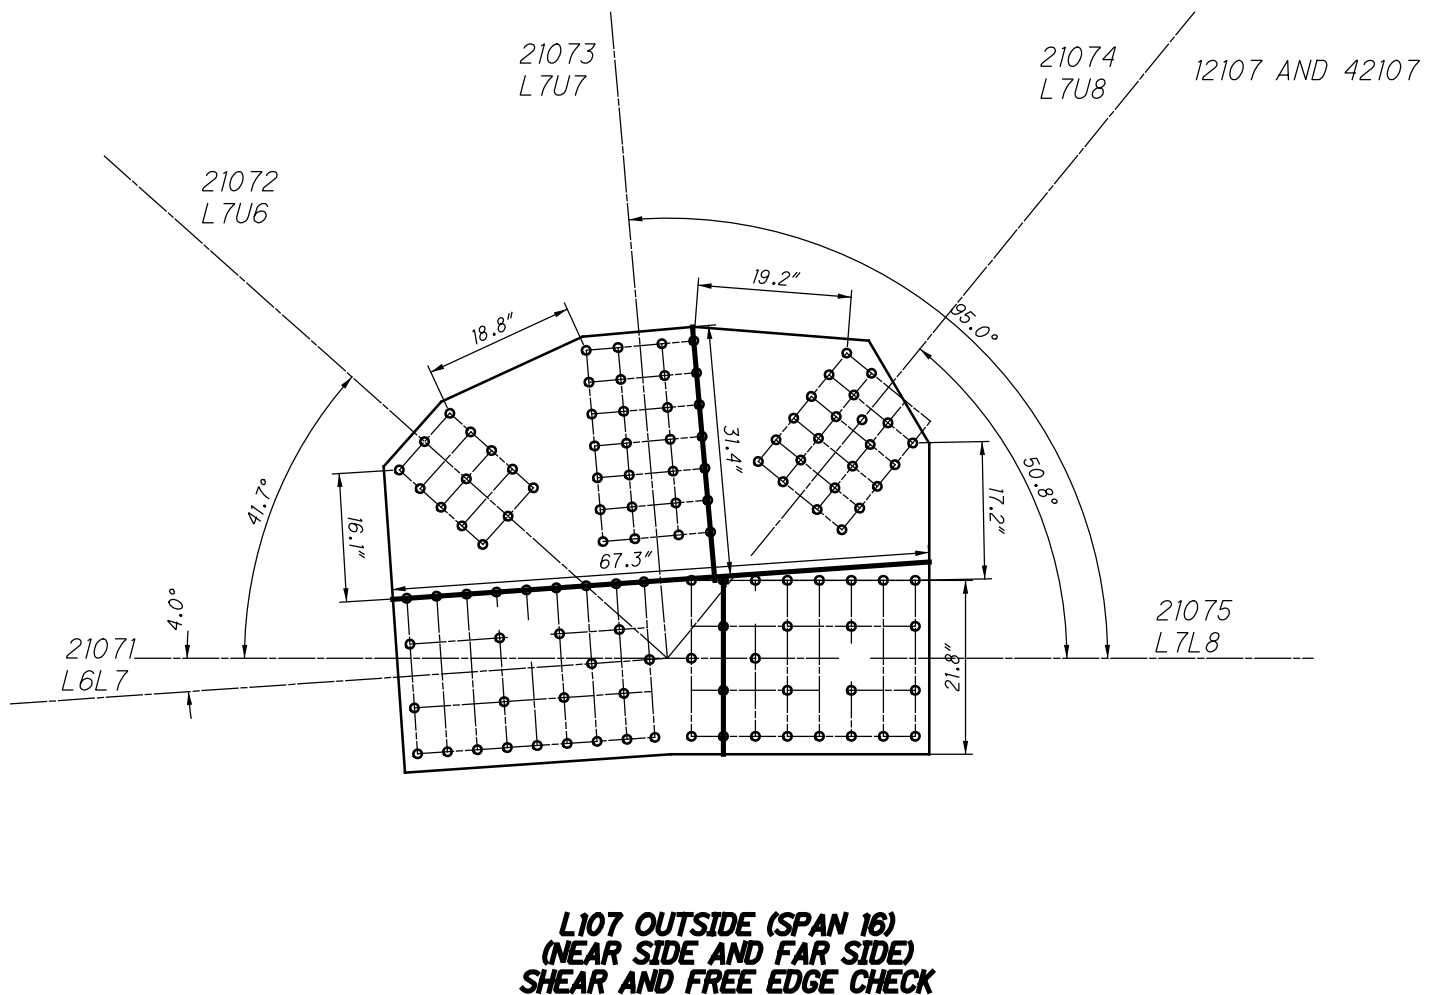 21073
L7U7
21074
L7U8
12107 AND 42107
21072
L7U6
19.2"
18.8"
95.0°
31.4"
50.8°
41.7°
17.2"
16.1"
67.3"
4.0°
21071
L6L7
21075
L7L8
21.8"
L107 OUTSIDE (SPAN 16)
(NEAR SIDE AND FAR SIDE)
SHEAR AND FREE EDGE CHECK